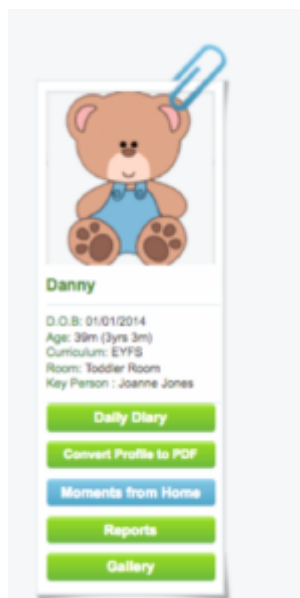 Danny
D.O.B: 01/01/2014
Age: 39m (3yrs 3m)
Curriculum: EYFS
Room: Toddler Room
Key Person : Joanne Jones
Daily Diary
Convert Profile to PDF
Moments from Home
Reports
Gallery